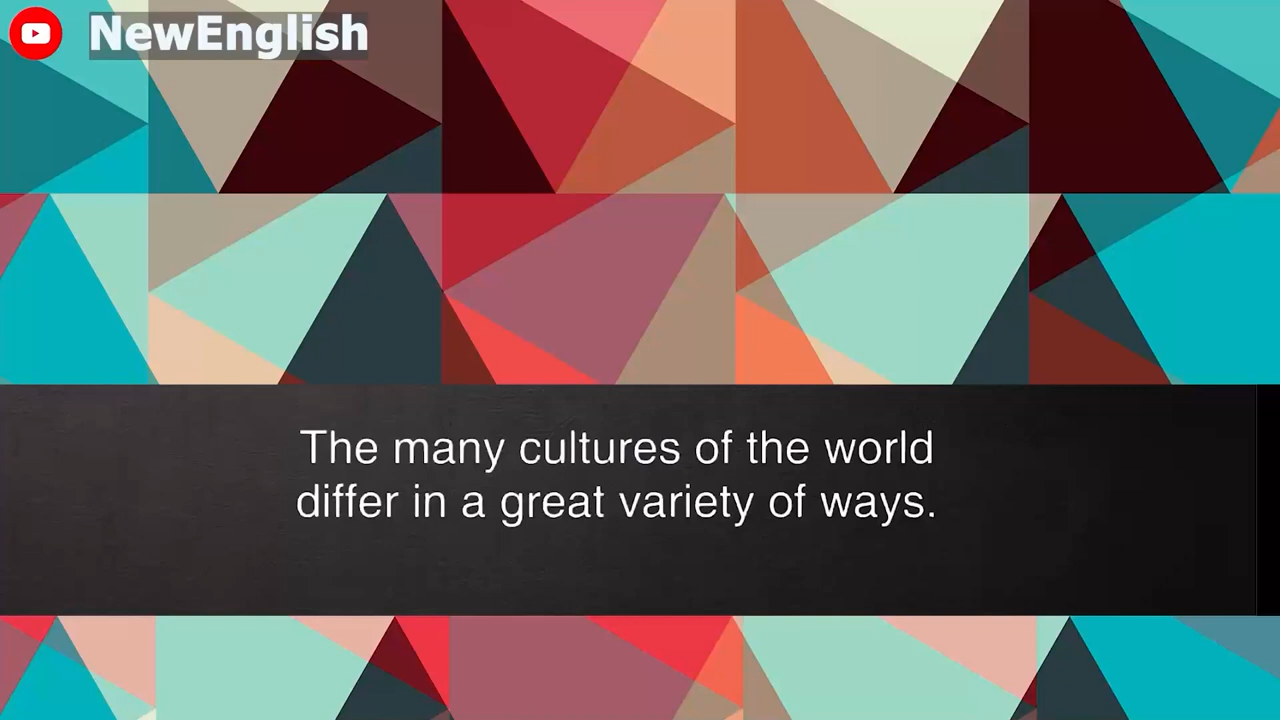 NewEnglish
The many cultures of the world
differ in a great variety of ways.